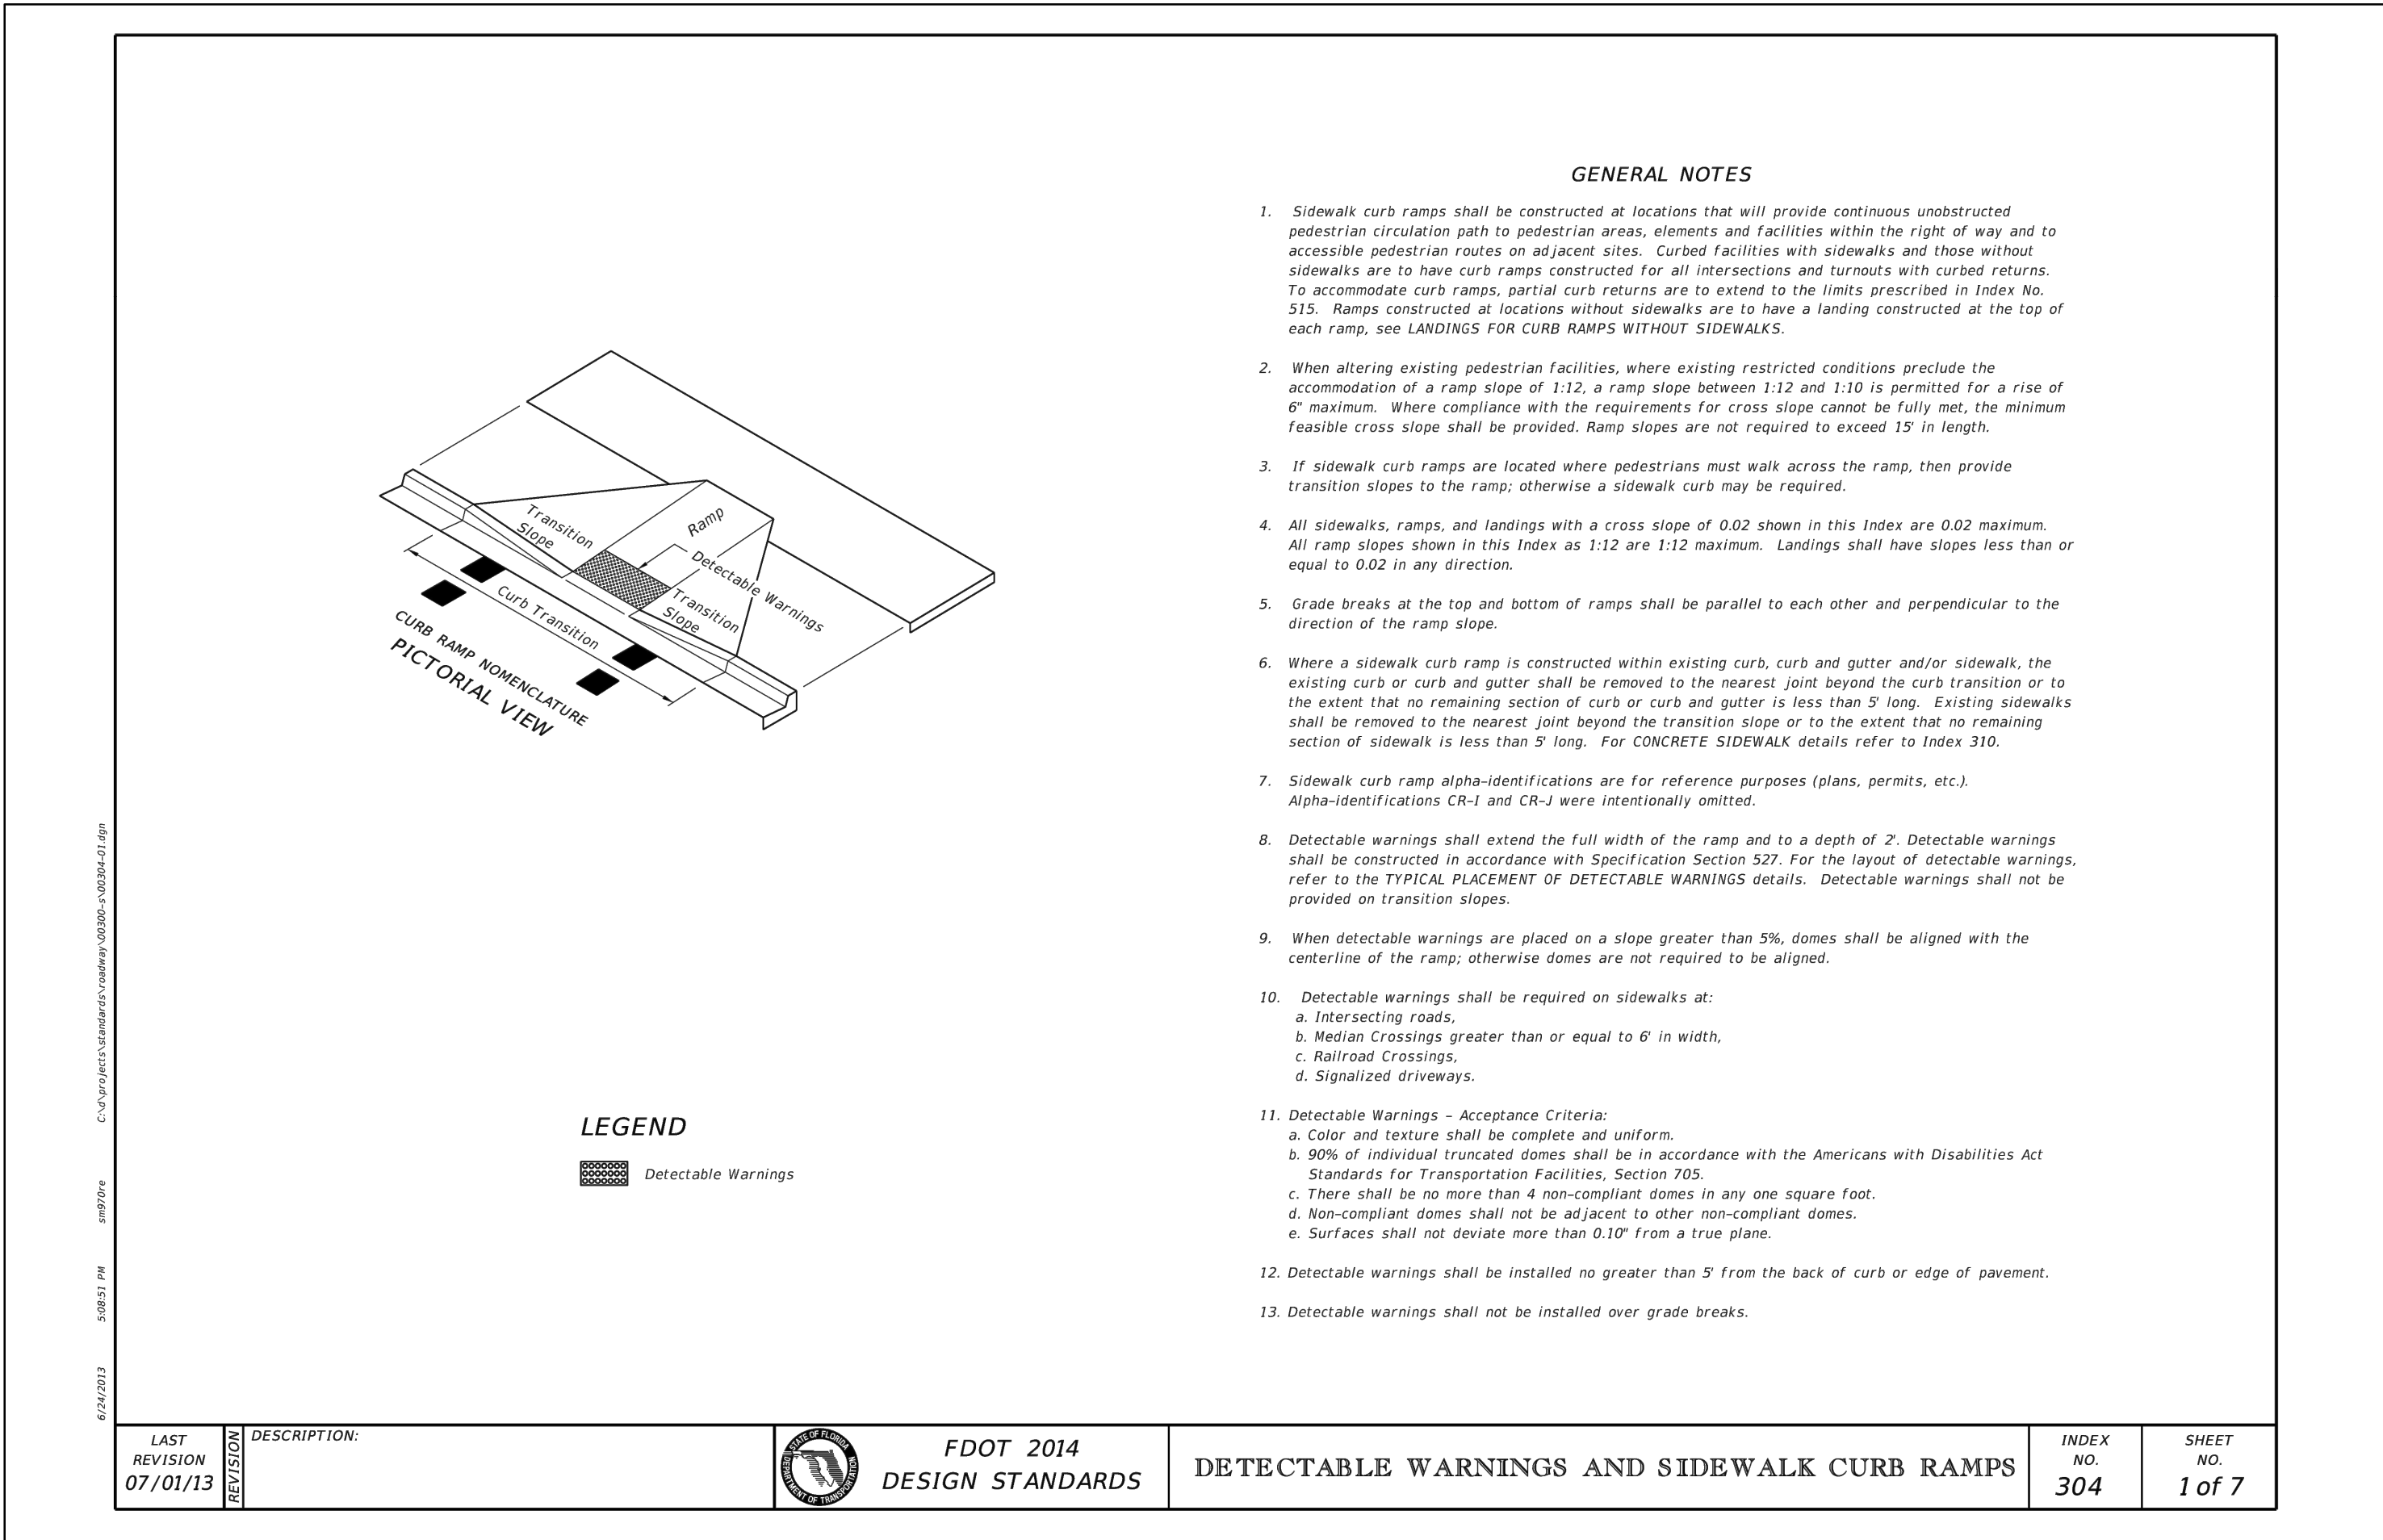 GENERAL NOTES
1. Sidewalk curb ramps shall be constructed at locations that will provide continuous unobstructed
pedestrian circulation path to pedestrian areas, elements and facilities within the right of way and to
accessible pedestrian routes on adjacent sites. Curbed facilities with sidewalks and those without
sidewalks are to have curb ramps constructed for all intersections and turnouts with curbed returns.
To accommodate curb ramps, partial curb returns are to extend to the limits prescribed in Index No.
515. Ramps constructed at locations without sidewalks are to have a landing constructed at the top of
each ramp, see LANDINGS FOR CURB RAMPS WITHOUT SIDEWALKS.
2. When altering existing pedestrian facilities, where existing restricted conditions preclude the
accommodation of a ramp slope of 1:12, a ramp slope between 1:12 and 1:10 is permitted for a rise of
6" maximum. Where compliance with the requirements for cross slope cannot be fully met, the minimum
feasible cross slope shall be provided. Ramp slopes are not required to exceed 15' in length.
3. If sidewalk curb ramps are located where pedestrians must walk across the ramp, then provide
transition slopes to the ramp; otherwise a sidewalk curb may be required.
4. All sidewalks, ramps, and landings with a cross slope of 0.02 shown in this Index are 0.02 maximum.
All ramp slopes shown in this Index as 1:12 are 1:12 maximum. Landings shall have slopes less than or
equal to 0.02 in any direction.
5. Grade breaks at the top and bottom of ramps shall be parallel to each other and perpendicular to the
direction of the ramp slope.
6. Where a sidewalk curb ramp is constructed within existing curb, curb and gutter and/or sidewalk, the
existing curb or curb and gutter shall be removed to the nearest joint beyond the curb transition or to
the extent that no remaining section of curb or curb and gutter is less than 5' long. Existing sidewalks
shall be removed to the nearest joint beyond the transition slope or to the extent that no remaining
section of sidewalk is less than 5' long. For CONCRETE SIDEWALK details refer to Index 310.
7. Sidewalk curb ramp alpha-identifications are for reference purposes (plans, permits, etc.).
Alpha-identifications CR-I and CR-J were intentionally omitted.
8. Detectable warnings shall extend the full width of the ramp and to a depth of 2'. Detectable warnings
shall be constructed in accordance with Specification Section 527. For the layout of detectable warnings,
refer to the TYPICAL PLACEMENT OF DETECTABLE WARNINGS details. Detectable warnings shall not be
provided on transition slopes.
9. When detectable warnings are placed on a slope greater than 5%, domes shall be aligned with the
centerline of the ramp; otherwise domes are not required to be aligned.
10. Detectable warnings shall be required on sidewalks at:
a. Intersecting roads,
b. Median Crossings greater than or equal to 6' in width,
c. Railroad Crossings,
d. Signalized driveways.
11. Detectable Warnings - Acceptance Criteria:
a. Color and texture shall be complete and uniform.
b. 90% of individual truncated domes shall be in accordance with the Americans with Disabilities Act
Standards for Transportation Facilities, Section 705.
c. There shall be no more than 4 non-compliant domes in any one square foot.
d. Non-compliant domes shall not be adjacent to other non-compliant domes.
e. Surfaces shall not deviate more than 0.10" from a true plane.
12. Detectable warnings shall be installed no greater than 5' from the back of curb or edge of pavement.
13. Detectable warnings shall not be installed over grade breaks.
Transition
Slope
Ramp
Detectable Warnings
Transition
Slope
Curb Transition
CURB RAMP NOMENCLATURE
PICTORIAL VIEW
LEGEND
Detectable Warnings
C:\d\projects\standards\roadway\00300-s\00304-01.dgn
sm970re
5:08:51 PM
6/24/2013
LAST
REVISION
07/01/13
REVISION
DESCRIPTION:
STATE OF FLORIDA
DEPARTMENT OF TRANSPORTATION
FDOT 2014
DESIGN STANDARDS
DETECTABLE WARNINGS AND SIDEWALK CURB RAMPS
INDEX
NO.
304
SHEET
NO.
1 of 7